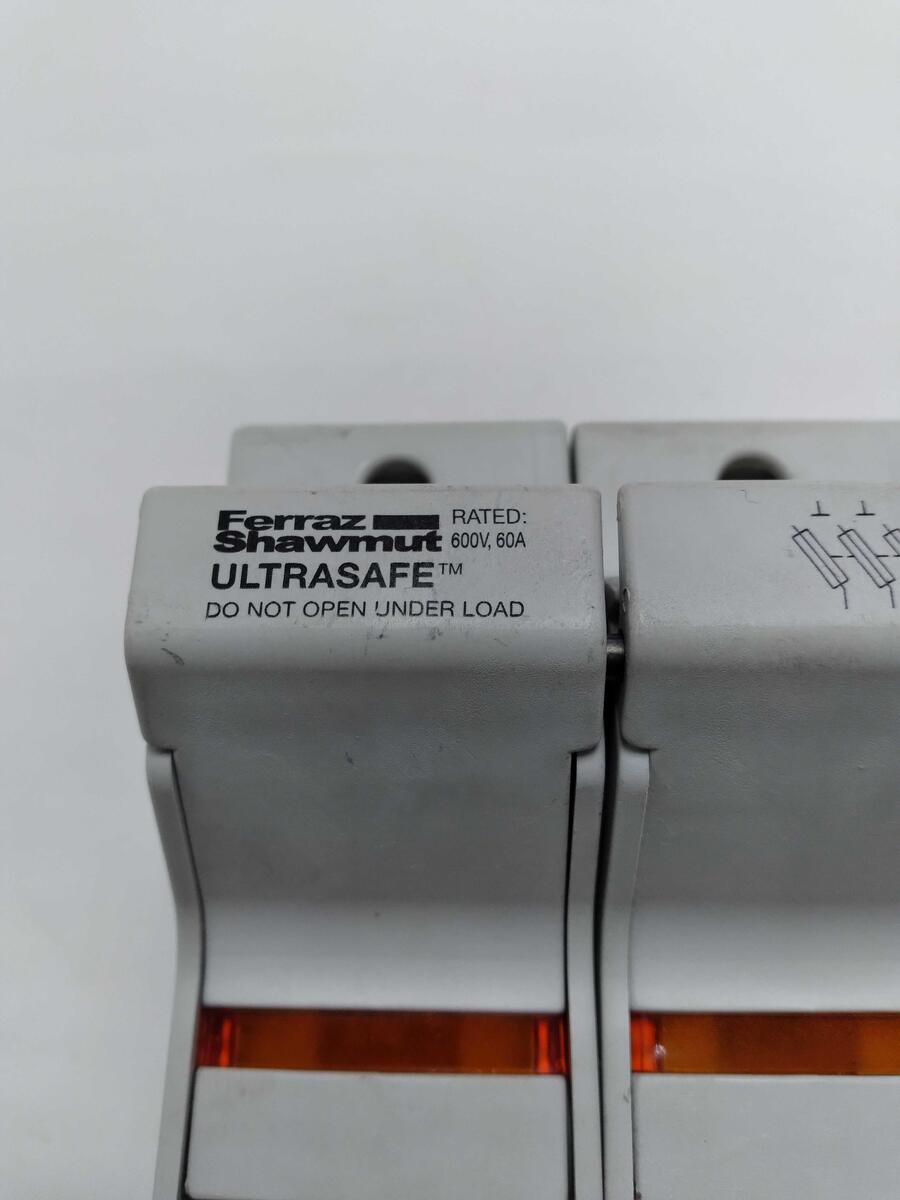 Ferraz
Shawmut
RATED:
600V, 60A
ULTRASAFE™
DO NOT OPEN UNDER LOAD